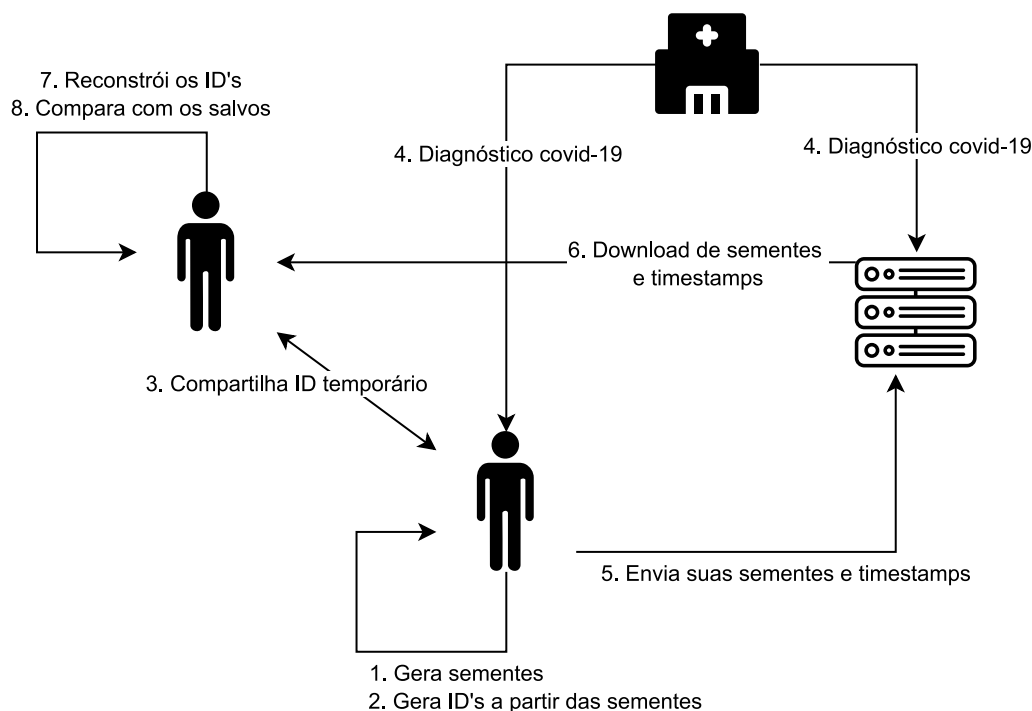 7. Reconstrói os ID's
8. Compara com os salvos
4. Diagnóstico covid-19
4. Diagnóstico covid-19
6. Download de sementes
e timestamps
3. Compartilha ID temporário
5. Envia suas sementes e timestamps
1. Gera sementes
2. Gera ID's a partir das sementes